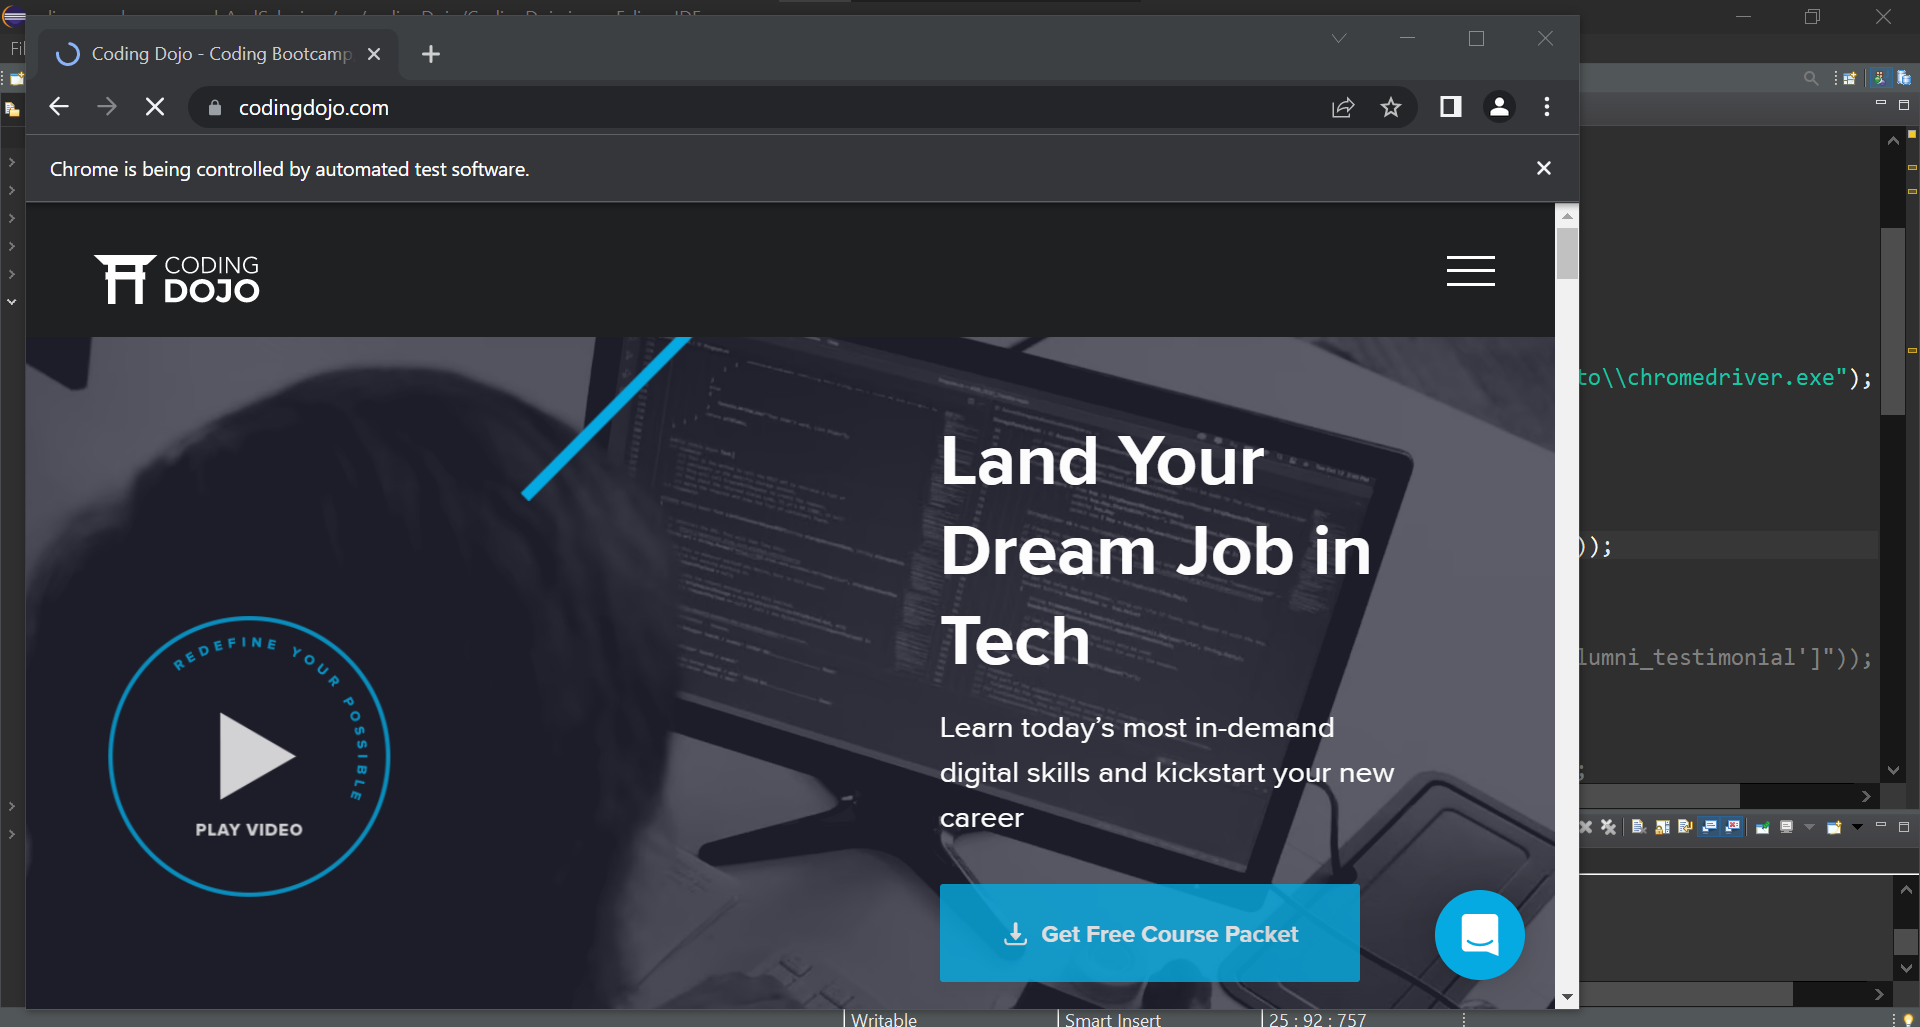 Coding Dojo - Coding Bootcamp
codingdojo.com
Chrome is being controlled by automated test software.
CODING
DOJO
Land Your
Dream Job in
Tech
Learn today’s most in-demand
digital skills and kickstart your new
career
REDEFINE YOUR POSSIBLE
PLAY VIDEO
Get Free Course Packet
to\\chromedriver.exe");
));
lumni_testimonial']"));
;
Writable
Smart Insert
25 : 92 : 757